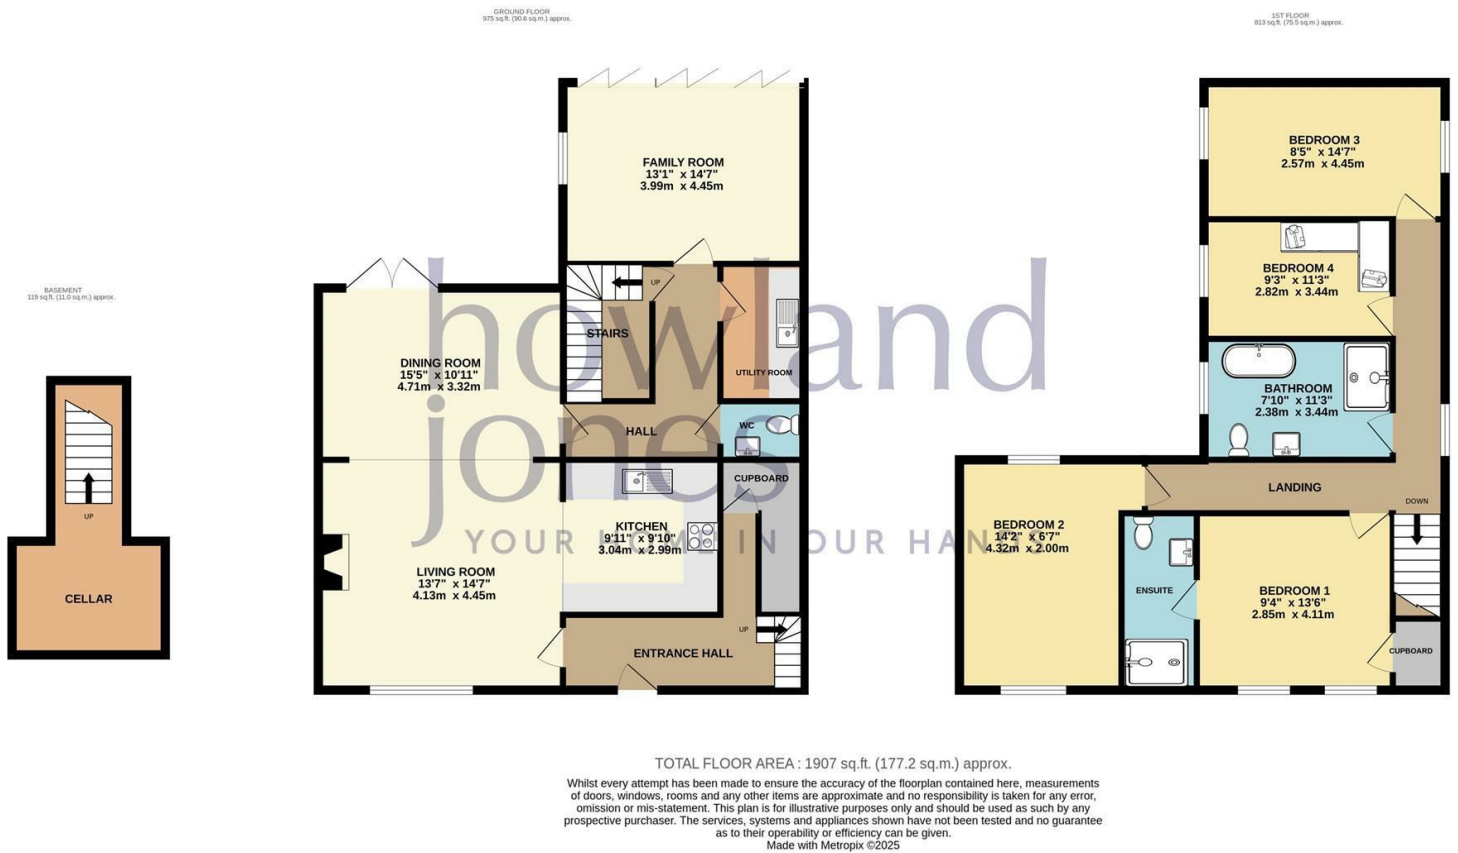 GROUND FLOOR
975 sq.ft. (90.6 sq.m.) approx.
1ST FLOOR
813 sq.ft. (75.5 sq.m.) approx.
BASEMENT
119 sq.ft. (11.0 sq.m.) approx.
UP
CELLAR
FAMILY ROOM
13'1" x 14'7"
3.99m x 4.45m
UP
STAIRS
UTILITY ROOM
DINING ROOM
15'5" x 10'11"
4.71m x 3.32m
HALL
WC
CUPBOARD
KITCHEN
9'11" x 9'10"
3.04m x 2.99m
LIVING ROOM
13'7" x 14'7"
4.13m x 4.45m
UP
ENTRANCE HALL
BEDROOM 3
8'5" x 14'7"
2.57m x 4.45m
BEDROOM 4
9'3" x 11'3"
2.82m x 3.44m
BATHROOM
7'10" x 11'3"
2.38m x 3.44m
LANDING
DOWN
BEDROOM 2
14'2" x 6'7"
4.32m x 2.00m
ENSUITE
BEDROOM 1
9'4" x 13'6"
2.85m x 4.11m
CUPBOARD
howland
jones
YOUR HOME IN OUR HANDS
TOTAL FLOOR AREA : 1907 sq.ft. (177.2 sq.m.) approx.
Whilst every attempt has been made to ensure the accuracy of the floorplan contained here, measurements
of doors, windows, rooms and any other items are approximate and no responsibility is taken for any error,
omission or mis-statement. This plan is for illustrative purposes only and should be used as such by any
prospective purchaser. The services, systems and appliances shown have not been tested and no guarantee
as to their operability or efficiency can be given.
Made with Metropix ©2025